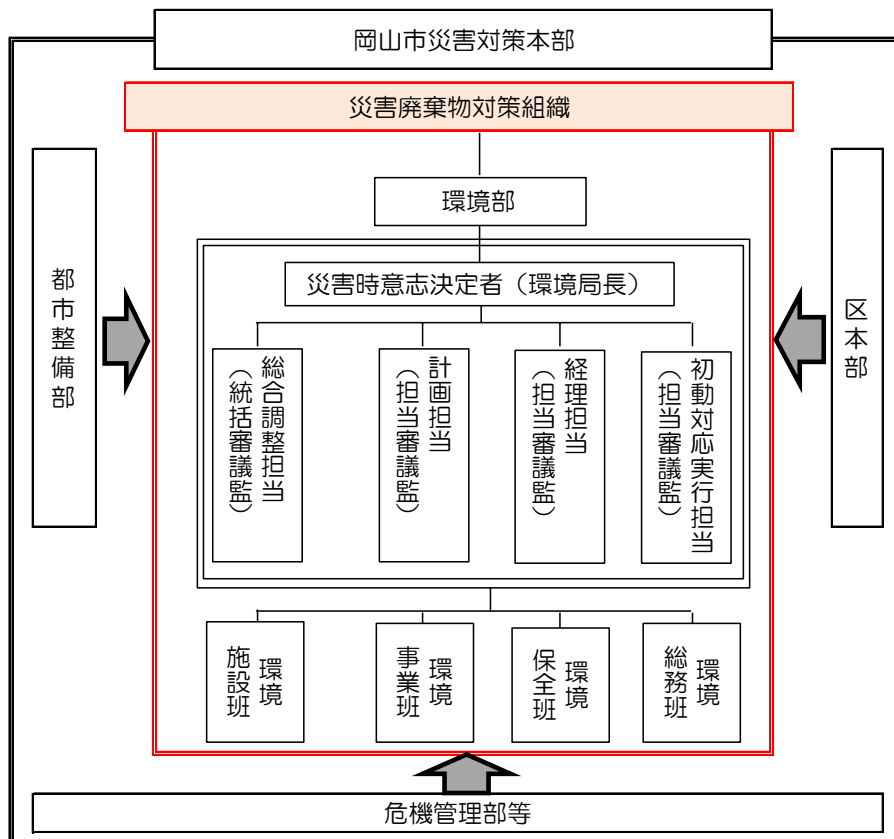 岡山市災害対策本部
災害廃棄物対策組織
環境部
災害時意志決定者（環境局長）
都市整備部
区本部
総合調整担当
（統括審議監）
計画担当
（担当審議監）
経理担当
（担当審議監）
初動対応実行担当
（担当審議監）
環境
施設班
環境
事業班
環境
保全班
環境
総務班
危機管理部等